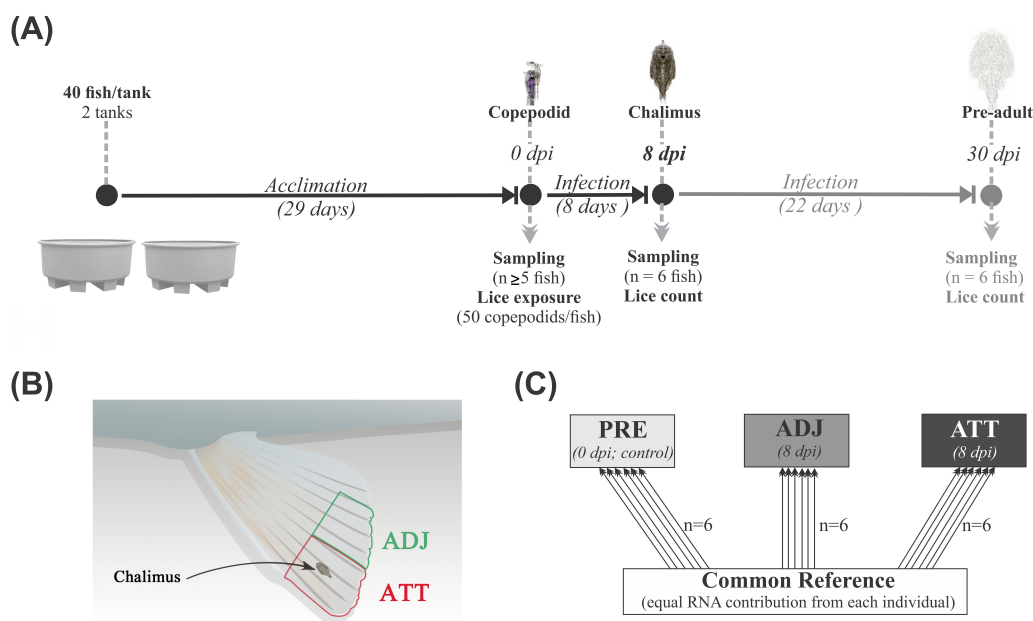 (A)
40 fish/tank
2 tanks
Copepodid
Chalimus
Pre-adult
0 dpi
8 dpi
30 dpi
Acclimation
(29 days)
Infection
(8 days )
Infection
(22 days )
Sampling
(n ≥5 fish)
Lice exposure
(50 copepodids/fish)
Sampling
(n = 6 fish)
Lice count
Sampling
(n = 6 fish)
Lice count
(B)
ADJ
Chalimus
ATT
(C)
PRE
(0 dpi; control)
ADJ
(8 dpi)
ATT
(8 dpi)
n=6
n=6
n=6
Common Reference
(equal RNA contribution from each individual)